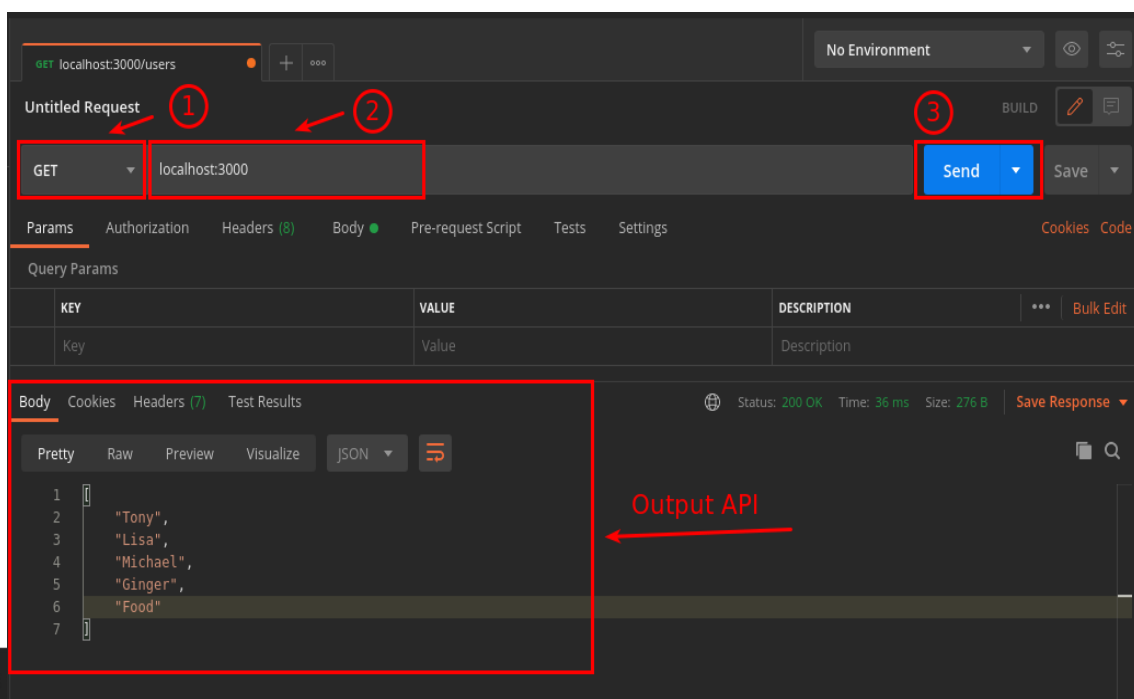 GET localhost:3000/users
No Environment
Untitled Request
1
2
3
BUILD
GET
localhost:3000
Send
Save
Params Authorization Headers (8) Body Pre-request Script Tests Settings Cookies Code
Query Params
KEY VALUE DESCRIPTION ••• Bulk Edit
Key Value Description
Body Cookies Headers (7) Test Results Status: 200 OK Time: 36 ms Size: 276 B Save Response
Pretty Raw Preview Visualize JSON
1 [
2 "Tony",
Output API
3 "Lisa",
4 "Michael",
5 "Ginger",
6 "Food"
7 ]